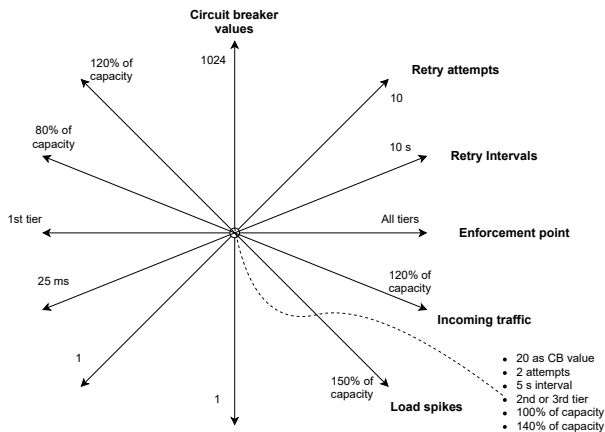 Circuit breaker
values
1024
120% of
capacity
Retry attempts
10
80% of
capacity
10 s
Retry Intervals
1st tier
All tiers
Enforcement point
25 ms
120% of
capacity
Incoming traffic
1
150% of
capacity
Load spikes
1
• 20 as CB value
• 2 attempts
• 5 s interval
• 2nd or 3rd tier
• 100% of capacity
• 140% of capacity